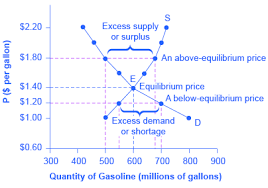 P ($ per gallon)
$2.20
$1.80
$1.40
$1.20
$1.00
$0.60
S
Excess supply
or surplus
An above-equilibrium price
E
Equilibrium price
A below-equilibrium price
Excess demand
or shortage
D
300 400 500 600 700 800 900
Quantity of Gasoline (millions of gallons)